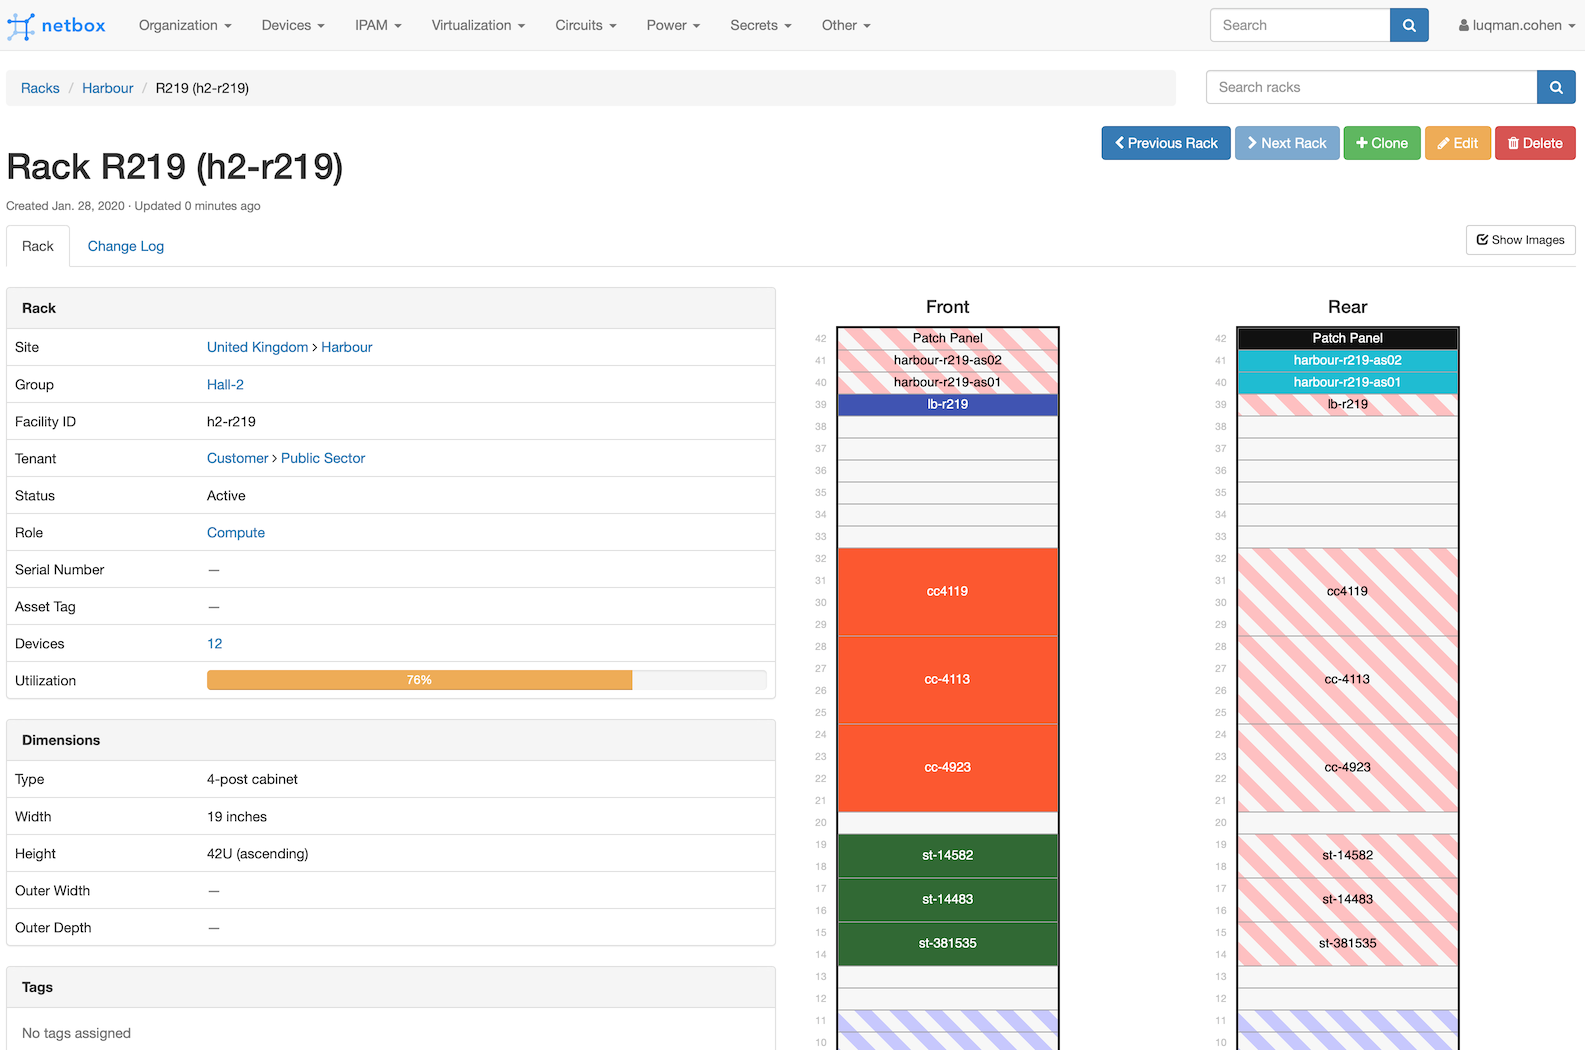 netbox Organization Devices IPAM Virtualization Circuits Power Secrets Other Search luqman.cohen
Racks / Harbour / R219 (h2-r219) Search racks
Previous Rack Next Rack Clone Edit Delete
Rack R219 (h2-r219)
Created Jan. 28, 2020 · Updated 0 minutes ago
Rack Change Log Show Images
Rack
Site United Kingdom > Harbour
Group Hall-2
Facility ID h2-r219
Tenant Customer > Public Sector
Status Active
Role Compute
Serial Number —
Asset Tag —
Devices 12
Utilization 76%
Dimensions
Type 4-post cabinet
Width 19 inches
Height 42U (ascending)
Outer Width —
Outer Depth —
Tags
No tags assigned
Front
42 Patch Panel
41 harbour-r219-as02
40 harbour-r219-as01
39 lb-r219
38
37
36
35
34
33
32
31
cc4119
30
29
28
27
cc-4113
26
25
24
23
cc-4923
22
21
20
19
st-14582
18
17
st-14483
16
15
st-381535
14
13
12
11
10
Rear
42 Patch Panel
41 harbour-r219-as02
40 harbour-r219-as01
39 lb-r219
38
37
36
35
34
33
32
31
cc4119
30
29
28
27
cc-4113
26
25
24
23
cc-4923
22
21
20
19
st-14582
18
17
st-14483
16
15
st-381535
14
13
12
11
10